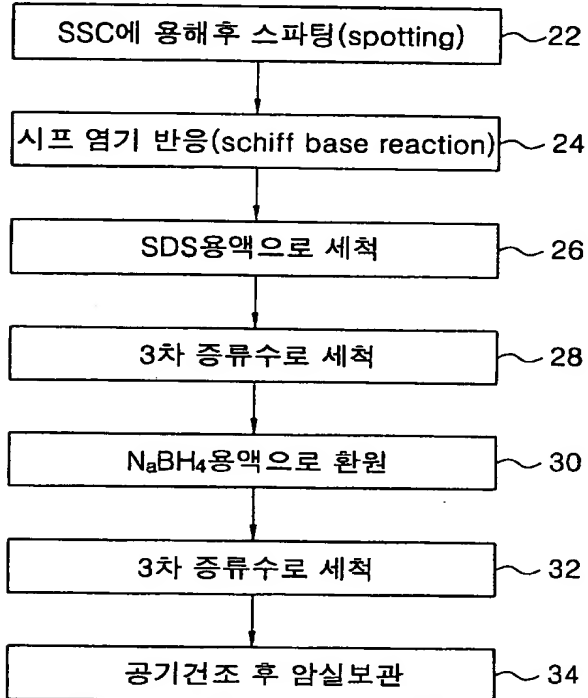 SSC에 용해후 스파팅(spotting) 22
시프 염기 반응(schiff base reaction) 24
SDS용액으로 세척 26
3차 증류수로 세척 28
NaBH4용액으로 환원 30
3차 증류수로 세척 32
공기건조 후 암실보관 34